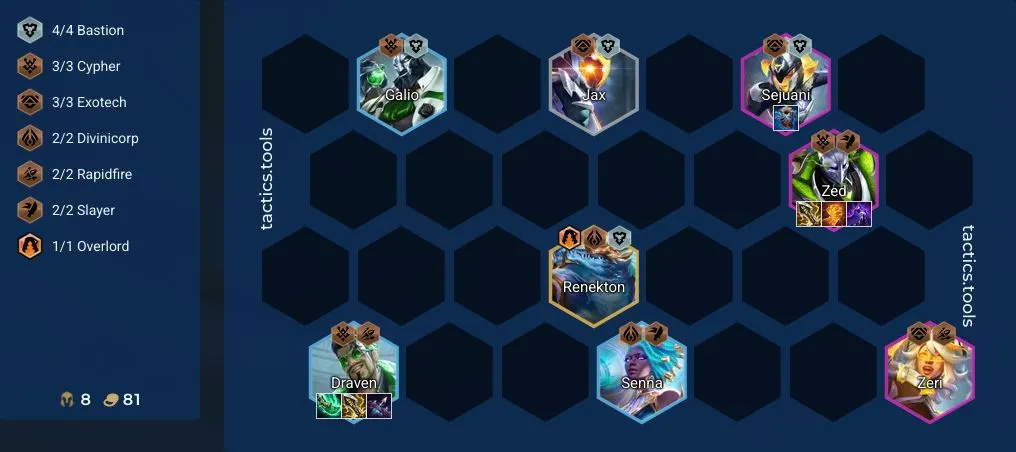 4/4 Bastion
3/3 Cypher
3/3 Exotech
2/2 Divinicorp
2/2 Rapidfire
2/2 Slayer
1/1 Overlord
8 81
tactics.tools
Galio
Jax
Sejuani
Zed
Renekton
tactics.tools
Draven
Senna
Zeri